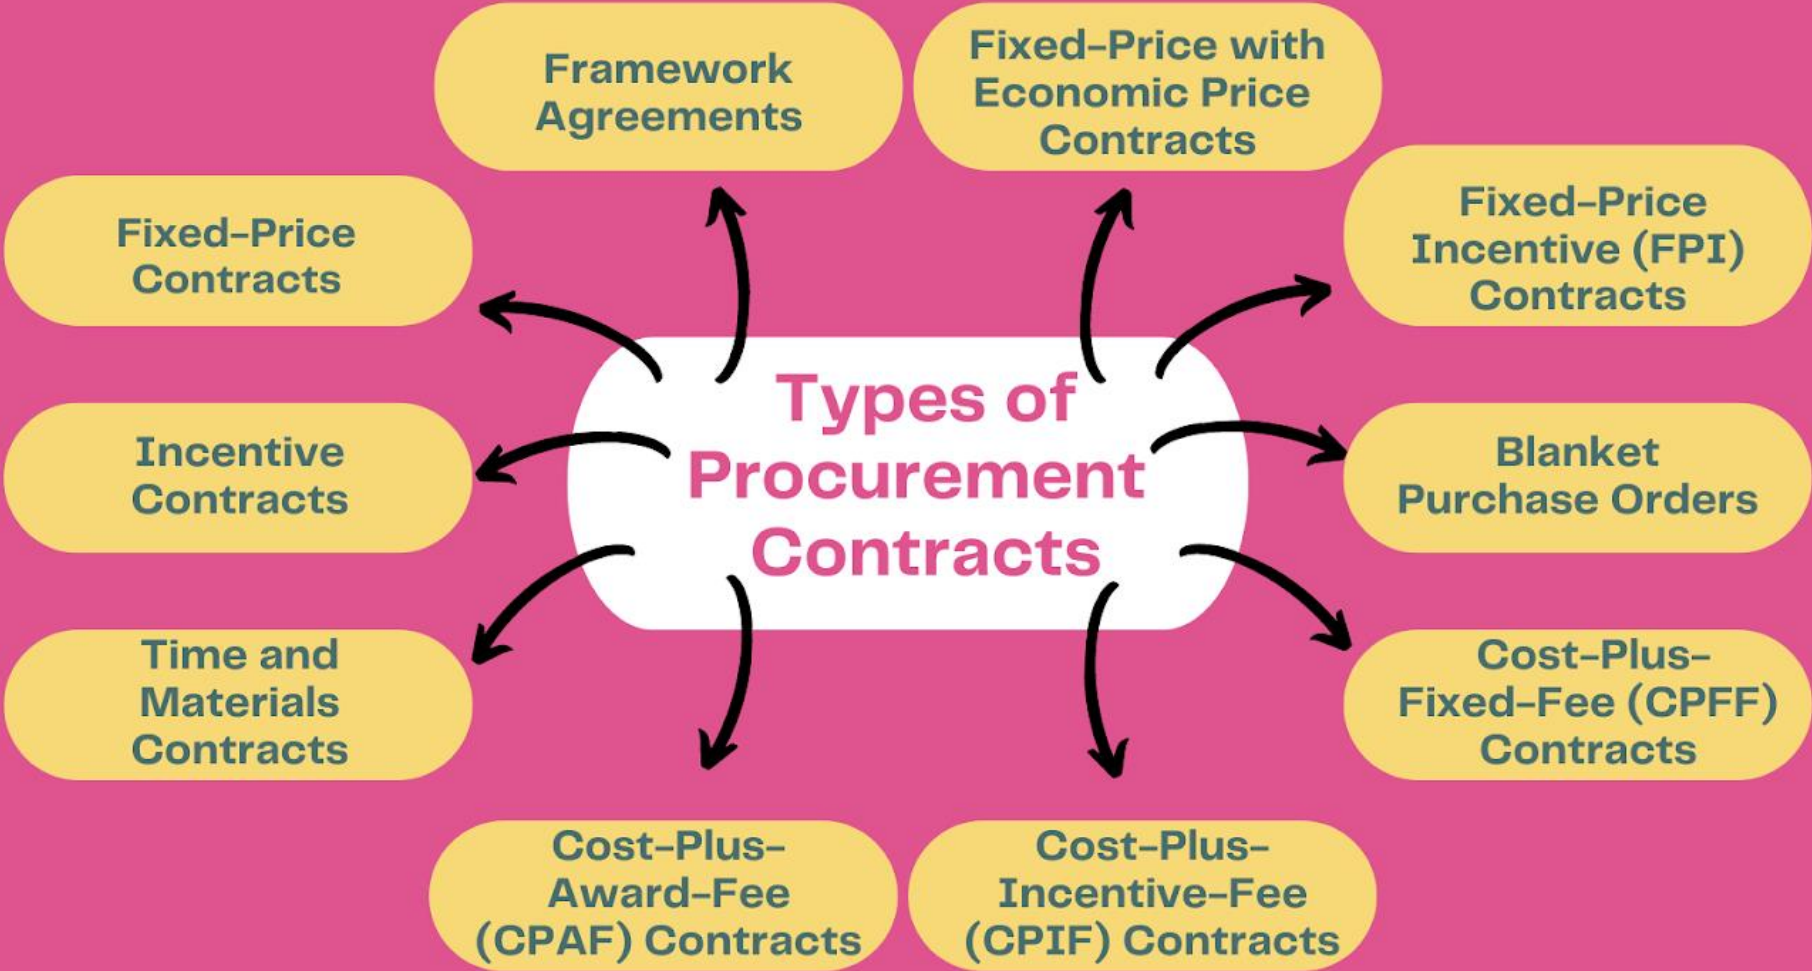 Framework
Agreements
Fixed-Price with
Economic Price
Contracts
Fixed-Price
Contracts
Fixed-Price
Incentive (FPI)
Contracts
Types of
Procurement
Contracts
Incentive
Contracts
Blanket
Purchase Orders
Time and
Materials
Contracts
Cost-Plus-
Fixed-Fee (CPFF)
Contracts
Cost-Plus-
Award-Fee
(CPAF) Contracts
Cost-Plus-
Incentive-Fee
(CPIF) Contracts